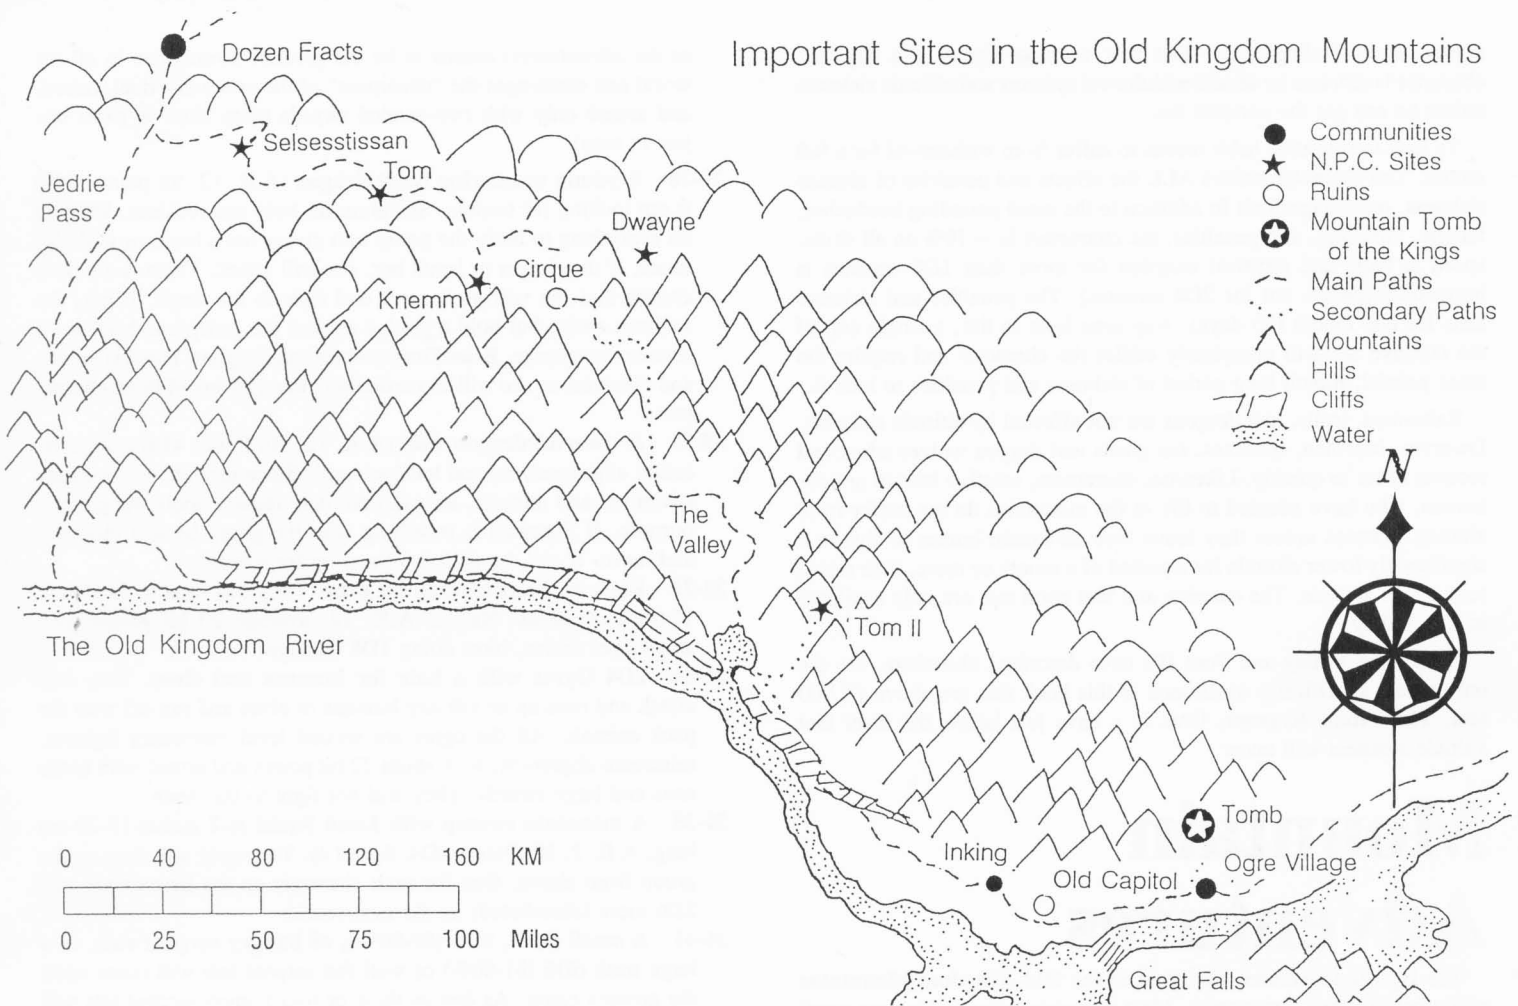 Important Sites in the Old Kingdom Mountains
Dozen Fracts
Selsesstissan
Tom
Jedrie
Pass
Dwayne
Cirque
Knemm
The
Valley
Tom II
The Old Kingdom River
Communities
N.P.C. Sites
Ruins
Mountain Tomb
of the Kings
Main Paths
Secondary Paths
Mountains
Hills
Cliffs
Water
N
Tomb
Ogre Village
Inking
Old Capitol
Great Falls
0 40 80 120 160 KM
0 25 50 75 100 Miles